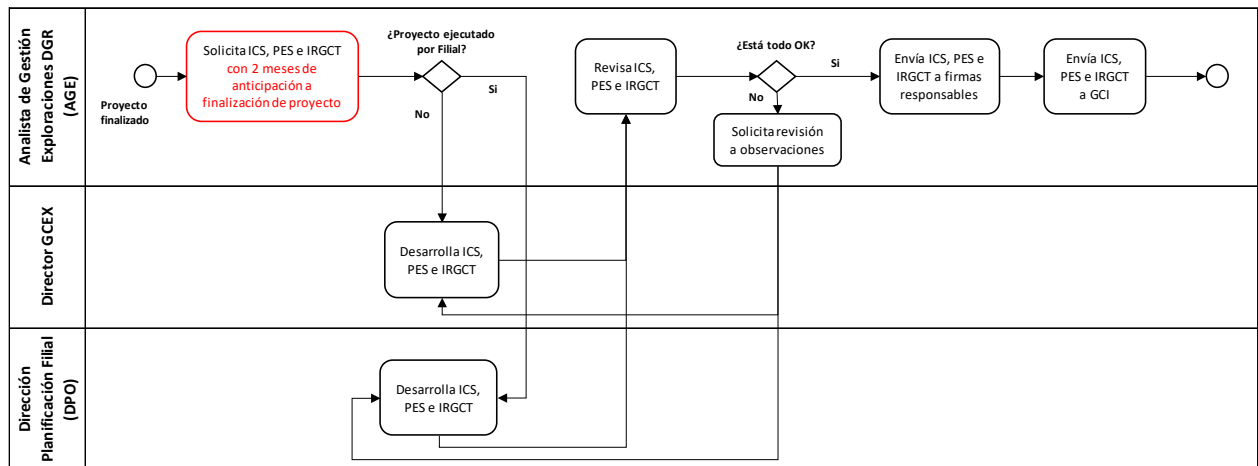 Analista de Gestión
Exploraciones DGR
(AGE)
Proyecto
finalizado
Solicita ICS, PES e IRGCT
con 2 meses de
anticipación a
finalización de proyecto
¿Proyecto ejecutado
por Filial?
Si
No
Revisa ICS,
PES e IRGCT
¿Está todo OK?
Si
No
Solicita revisión
a observaciones
Envía ICS, PES e
IRGCT a firmas
responsables
Envía ICS,
PES e IRGCT
a GCI
Director GCEX
Desarrolla ICS,
PES e IRGCT
Dirección
Planificación Filial
(DPO)
Desarrolla ICS,
PES e IRGCT